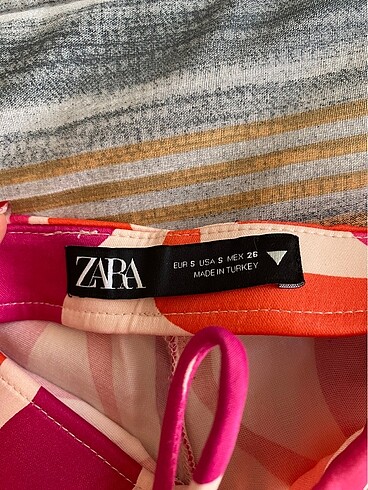 ZARA
EUR S USA S MEX 26
MADE IN TURKEY